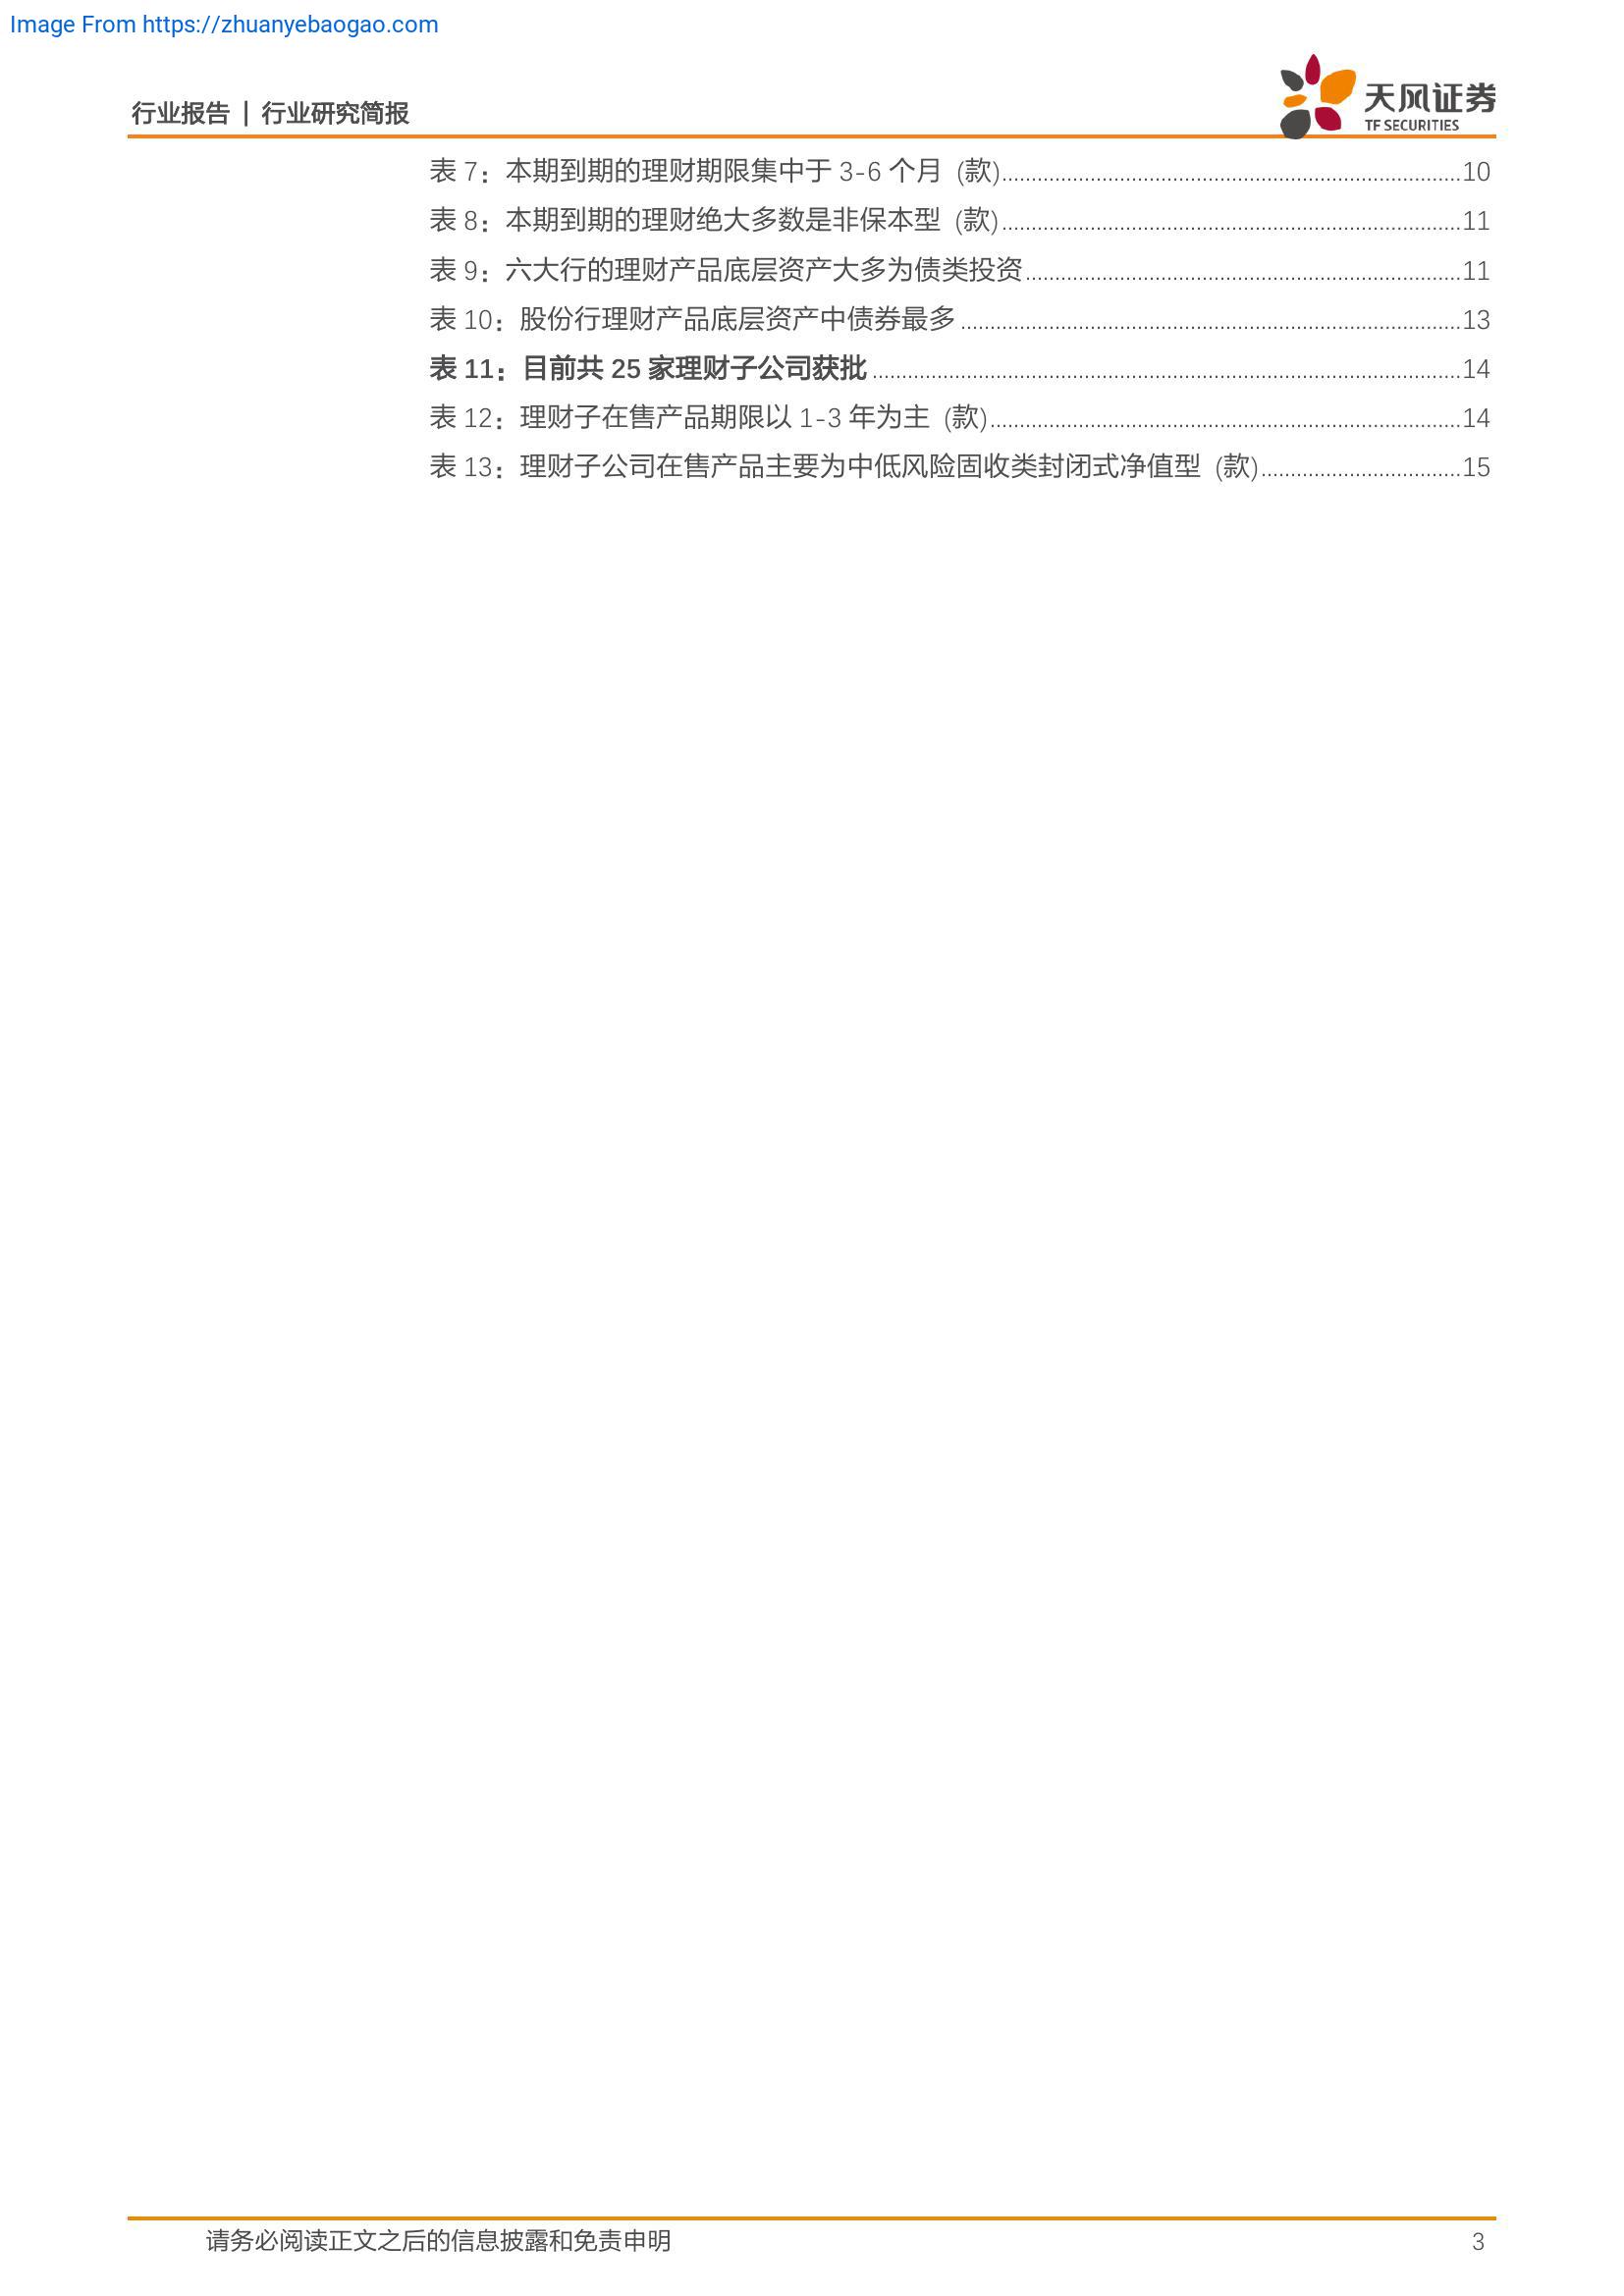 Image From https://zhuanyebaogao.com
行业报告 | 行业研究简报
天风证券
TF SECURITIES
表 7：本期到期的理财期限集中于 3-6 个月（款）........10
表 8：本期到期的理财绝大多数是非保本型（款）........11
表 9：六大行的理财产品底层资产大多为债类投资........11
表 10：股份行理财产品底层资产中债券最多........13
表 11：目前共 25 家理财子公司获批........14
表 12：理财子在售产品期限以 1-3 年为主（款）........14
表 13：理财子公司在售产品主要为中低风险固收类封闭式净值型（款）........15
请务必阅读正文之后的信息披露和免责申明 3